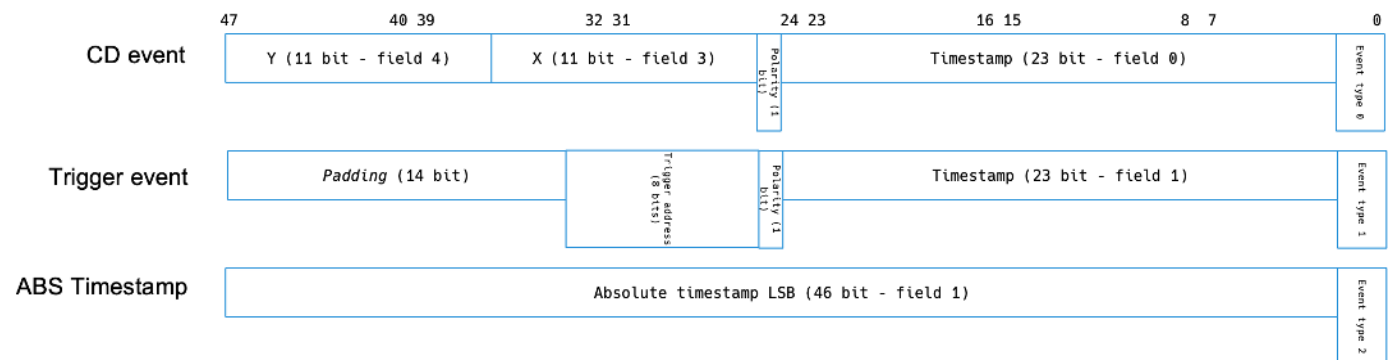 47 40 39 32 31 24 23 16 15 8 7 0
CD event
Y (11 bit - field 4)
X (11 bit - field 3)
Polarity (1
bit)
Timestamp (23 bit - field 0)
Event type 0
Trigger event
Padding (14 bit)
Trigger address
(8 bits)
Polarity (1
bit)
Timestamp (23 bit - field 1)
Event type 1
ABS Timestamp
Absolute timestamp LSB (46 bit - field 1)
Event type 2